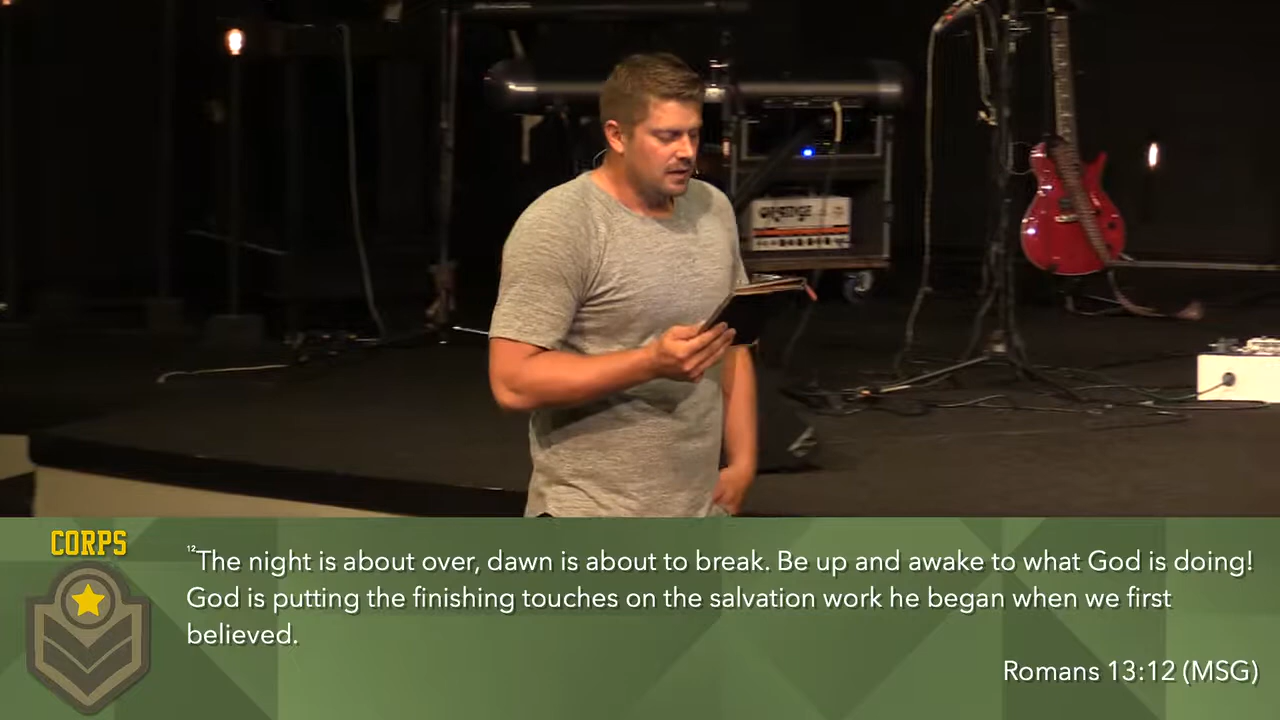 ORANGE
CORPS
¹²The night is about over, dawn is about to break. Be up and awake to what God is doing!
God is putting the finishing touches on the salvation work he began when we first
believed.
Romans 13:12 (MSG)